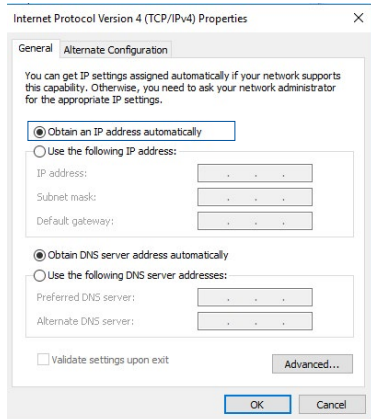 Internet Protocol Version 4 (TCP/IPv4) Properties
General Alternate Configuration
You can get IP settings assigned automatically if your network supports
this capability. Otherwise, you need to ask your network administrator
for the appropriate IP settings.
Obtain an IP address automatically
Use the following IP address:
IP address:
Subnet mask:
Default gateway:
Obtain DNS server address automatically
Use the following DNS server addresses:
Preferred DNS server:
Alternate DNS server:
Validate settings upon exit
Advanced...
OK Cancel